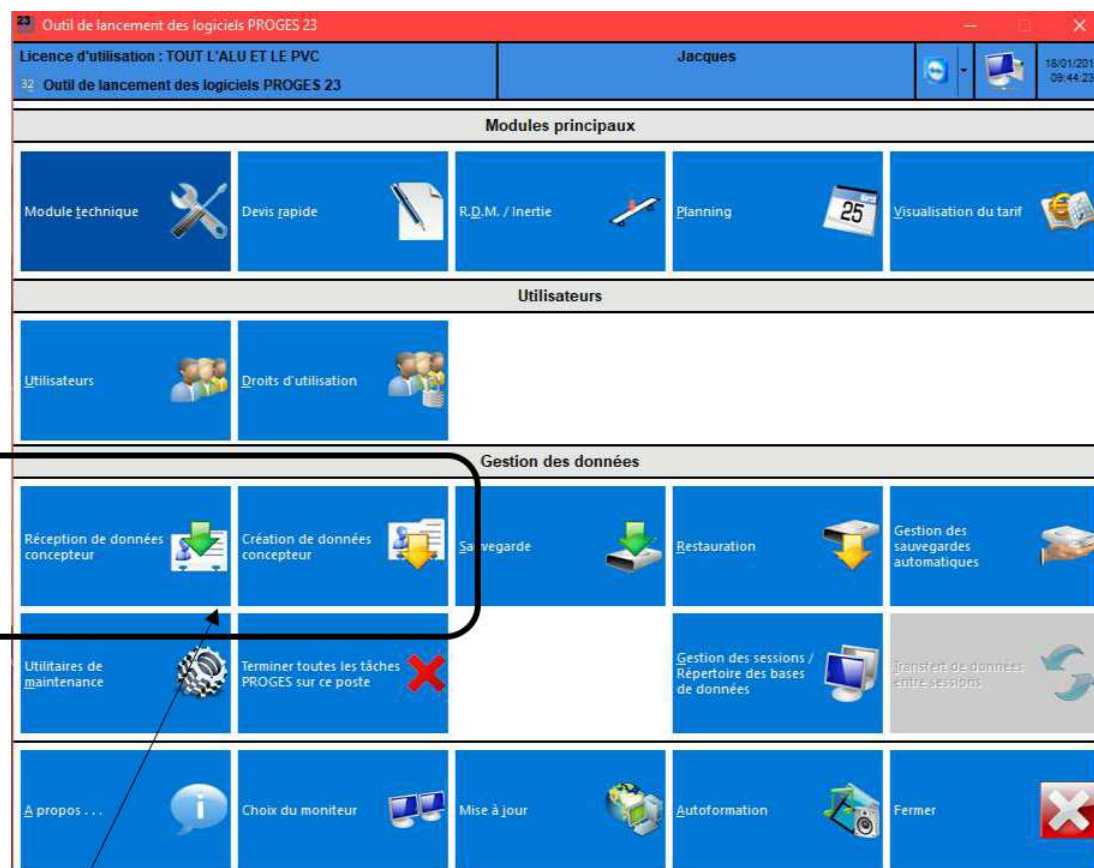 23 Outil de lancement des logiciels PROGES 23
Licence d'utilisation : TOUT L'ALU ET LE PVC
Jacques
32 Outil de lancement des logiciels PROGES 23
18/01/201
09:44:23
Modules principaux
Module technique
Devis rapide
R.D.M. / Inertie
Planning
25
Visualisation du tarif
Utilisateurs
Utilisateurs
Droits d'utilisation
Gestion des données
Réception de données
concepteur
Création de données
concepteur
Sauvegarde
Restauration
Gestion des
sauvegardes
automatiques
Utilitaires de
maintenance
Terminer toutes les tâches
PROGES sur ce poste
Gestion des sessions /
Répertoire des bases
de données
Transfert de données
entre sessions
A propos . . .
Choix du moniteur
Mise à jour
Autoformation
Fermer